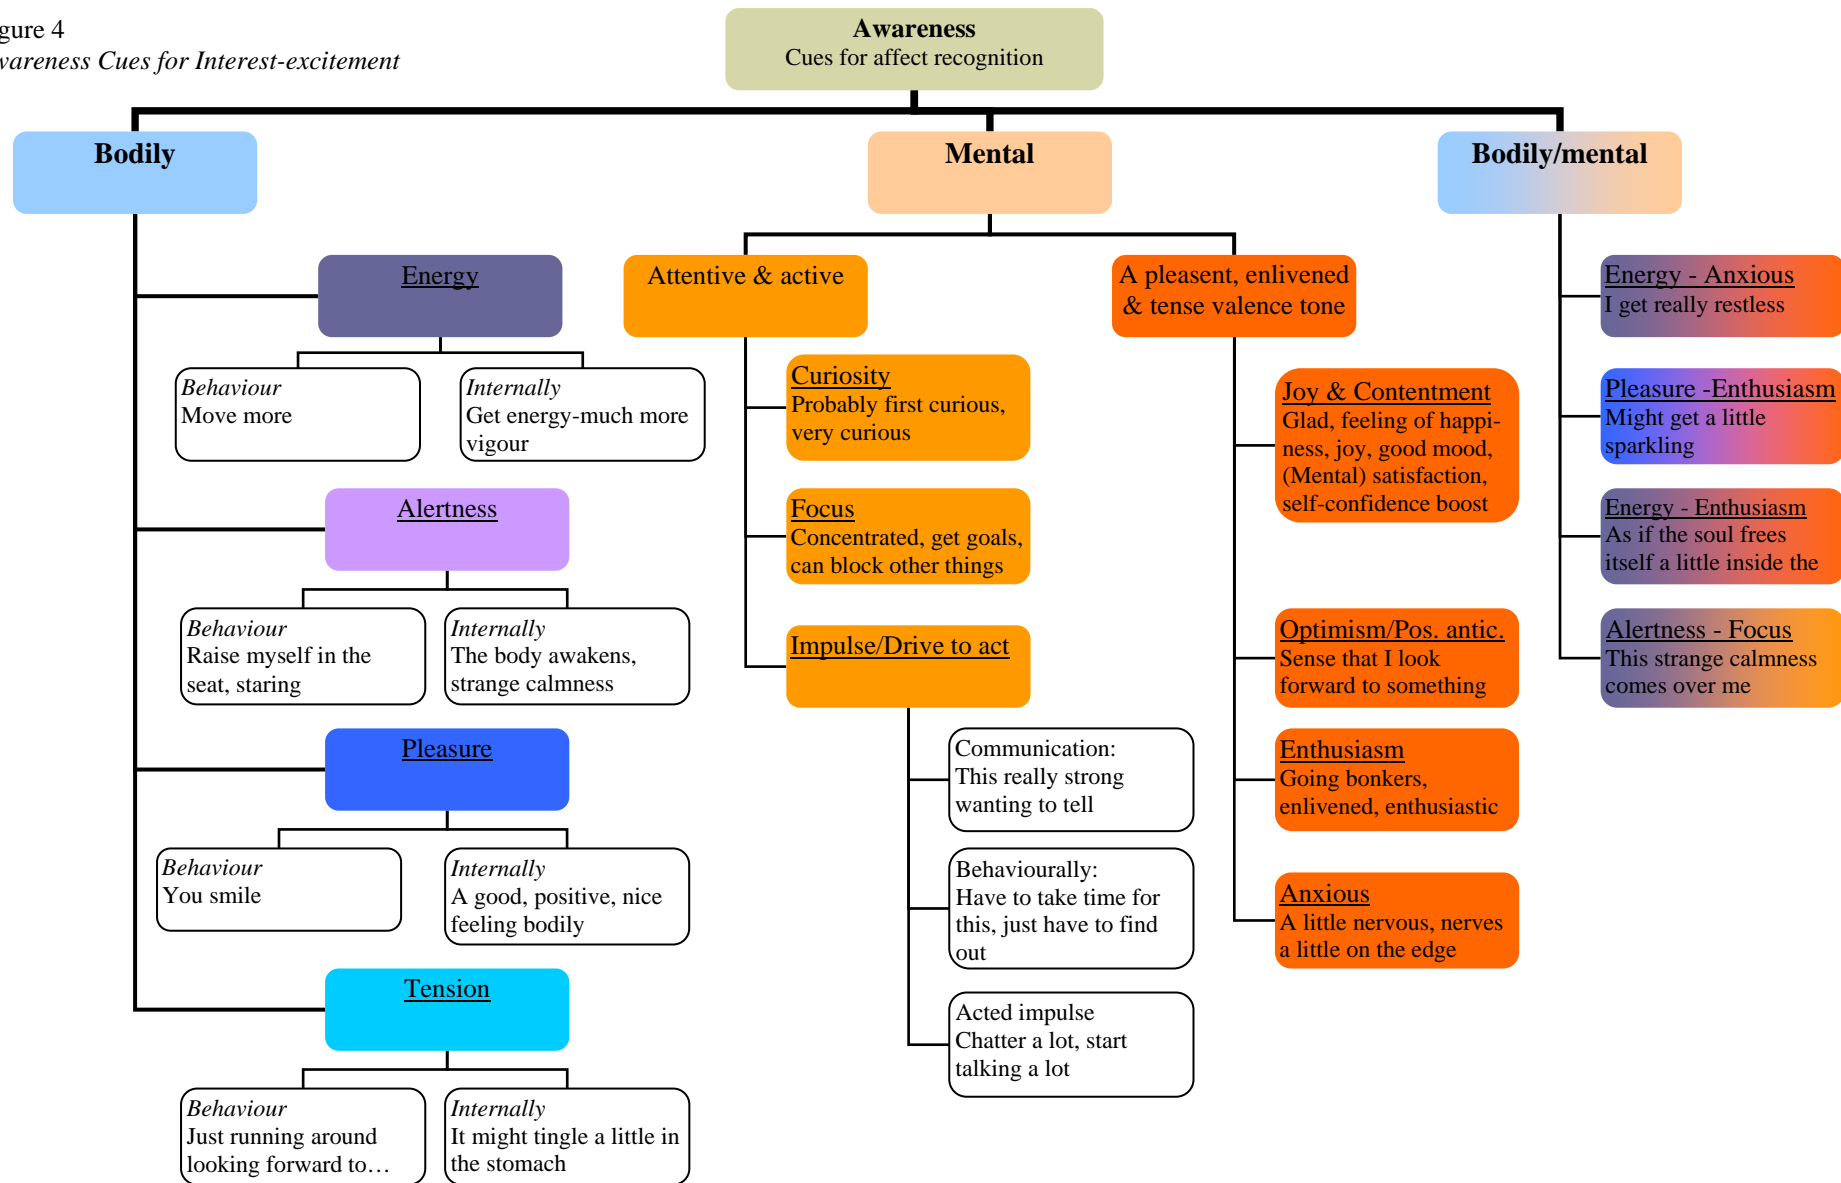 gure 4
wareness Cues for Interest-excitement
Awareness
Cues for affect recognition
Bodily
Mental
Bodily/mental
Energy
Behaviour
Move more
Internally
Get energy-much more
vigour
Alertness
Behaviour
Raise myself in the
seat, staring
Internally
The body awakens,
strange calmness
Pleasure
Behaviour
You smile
Internally
A good, positive, nice
feeling bodily
Tension
Behaviour
Just running around
looking forward to…
Internally
It might tingle a little in
the stomach
Attentive & active
Curiosity
Probably first curious,
very curious
Focus
Concentrated, get goals,
can block other things
Impulse/Drive to act
Communication:
This really strong
wanting to tell
Behaviourally:
Have to take time for
this, just have to find
out
Acted impulse
Chatter a lot, start
talking a lot
A pleasent, enlivened
& tense valence tone
Joy & Contentment
Glad, feeling of happi-
ness, joy, good mood,
(Mental) satisfaction,
self-confidence boost
Optimism/Pos. antic.
Sense that I look
forward to something
Enthusiasm
Going bonkers,
enlivened, enthusiastic
Anxious
A little nervous, nerves
a little on the edge
Energy - Anxious
I get really restless
Pleasure -Enthusiasm
Might get a little
sparkling
Energy - Enthusiasm
As if the soul frees
itself a little inside the
Alertness - Focus
This strange calmness
comes over me